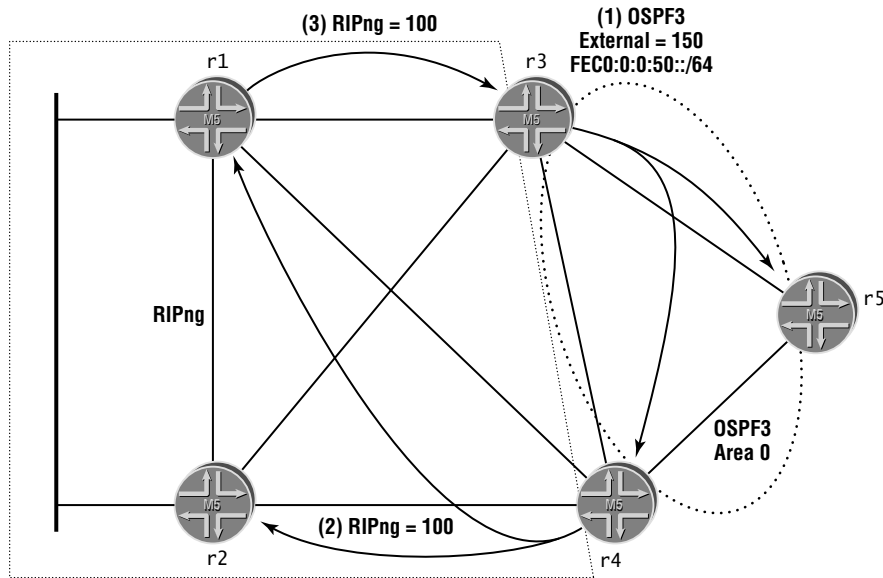 (3) RIPng = 100
(1) OSPF3
External = 150
FEC0:0:0:50::/64
r1
r3
M5
M5
r5
M5
RIPng
OSPF3
Area 0
M5
M5
(2) RIPng = 100
r2
r4